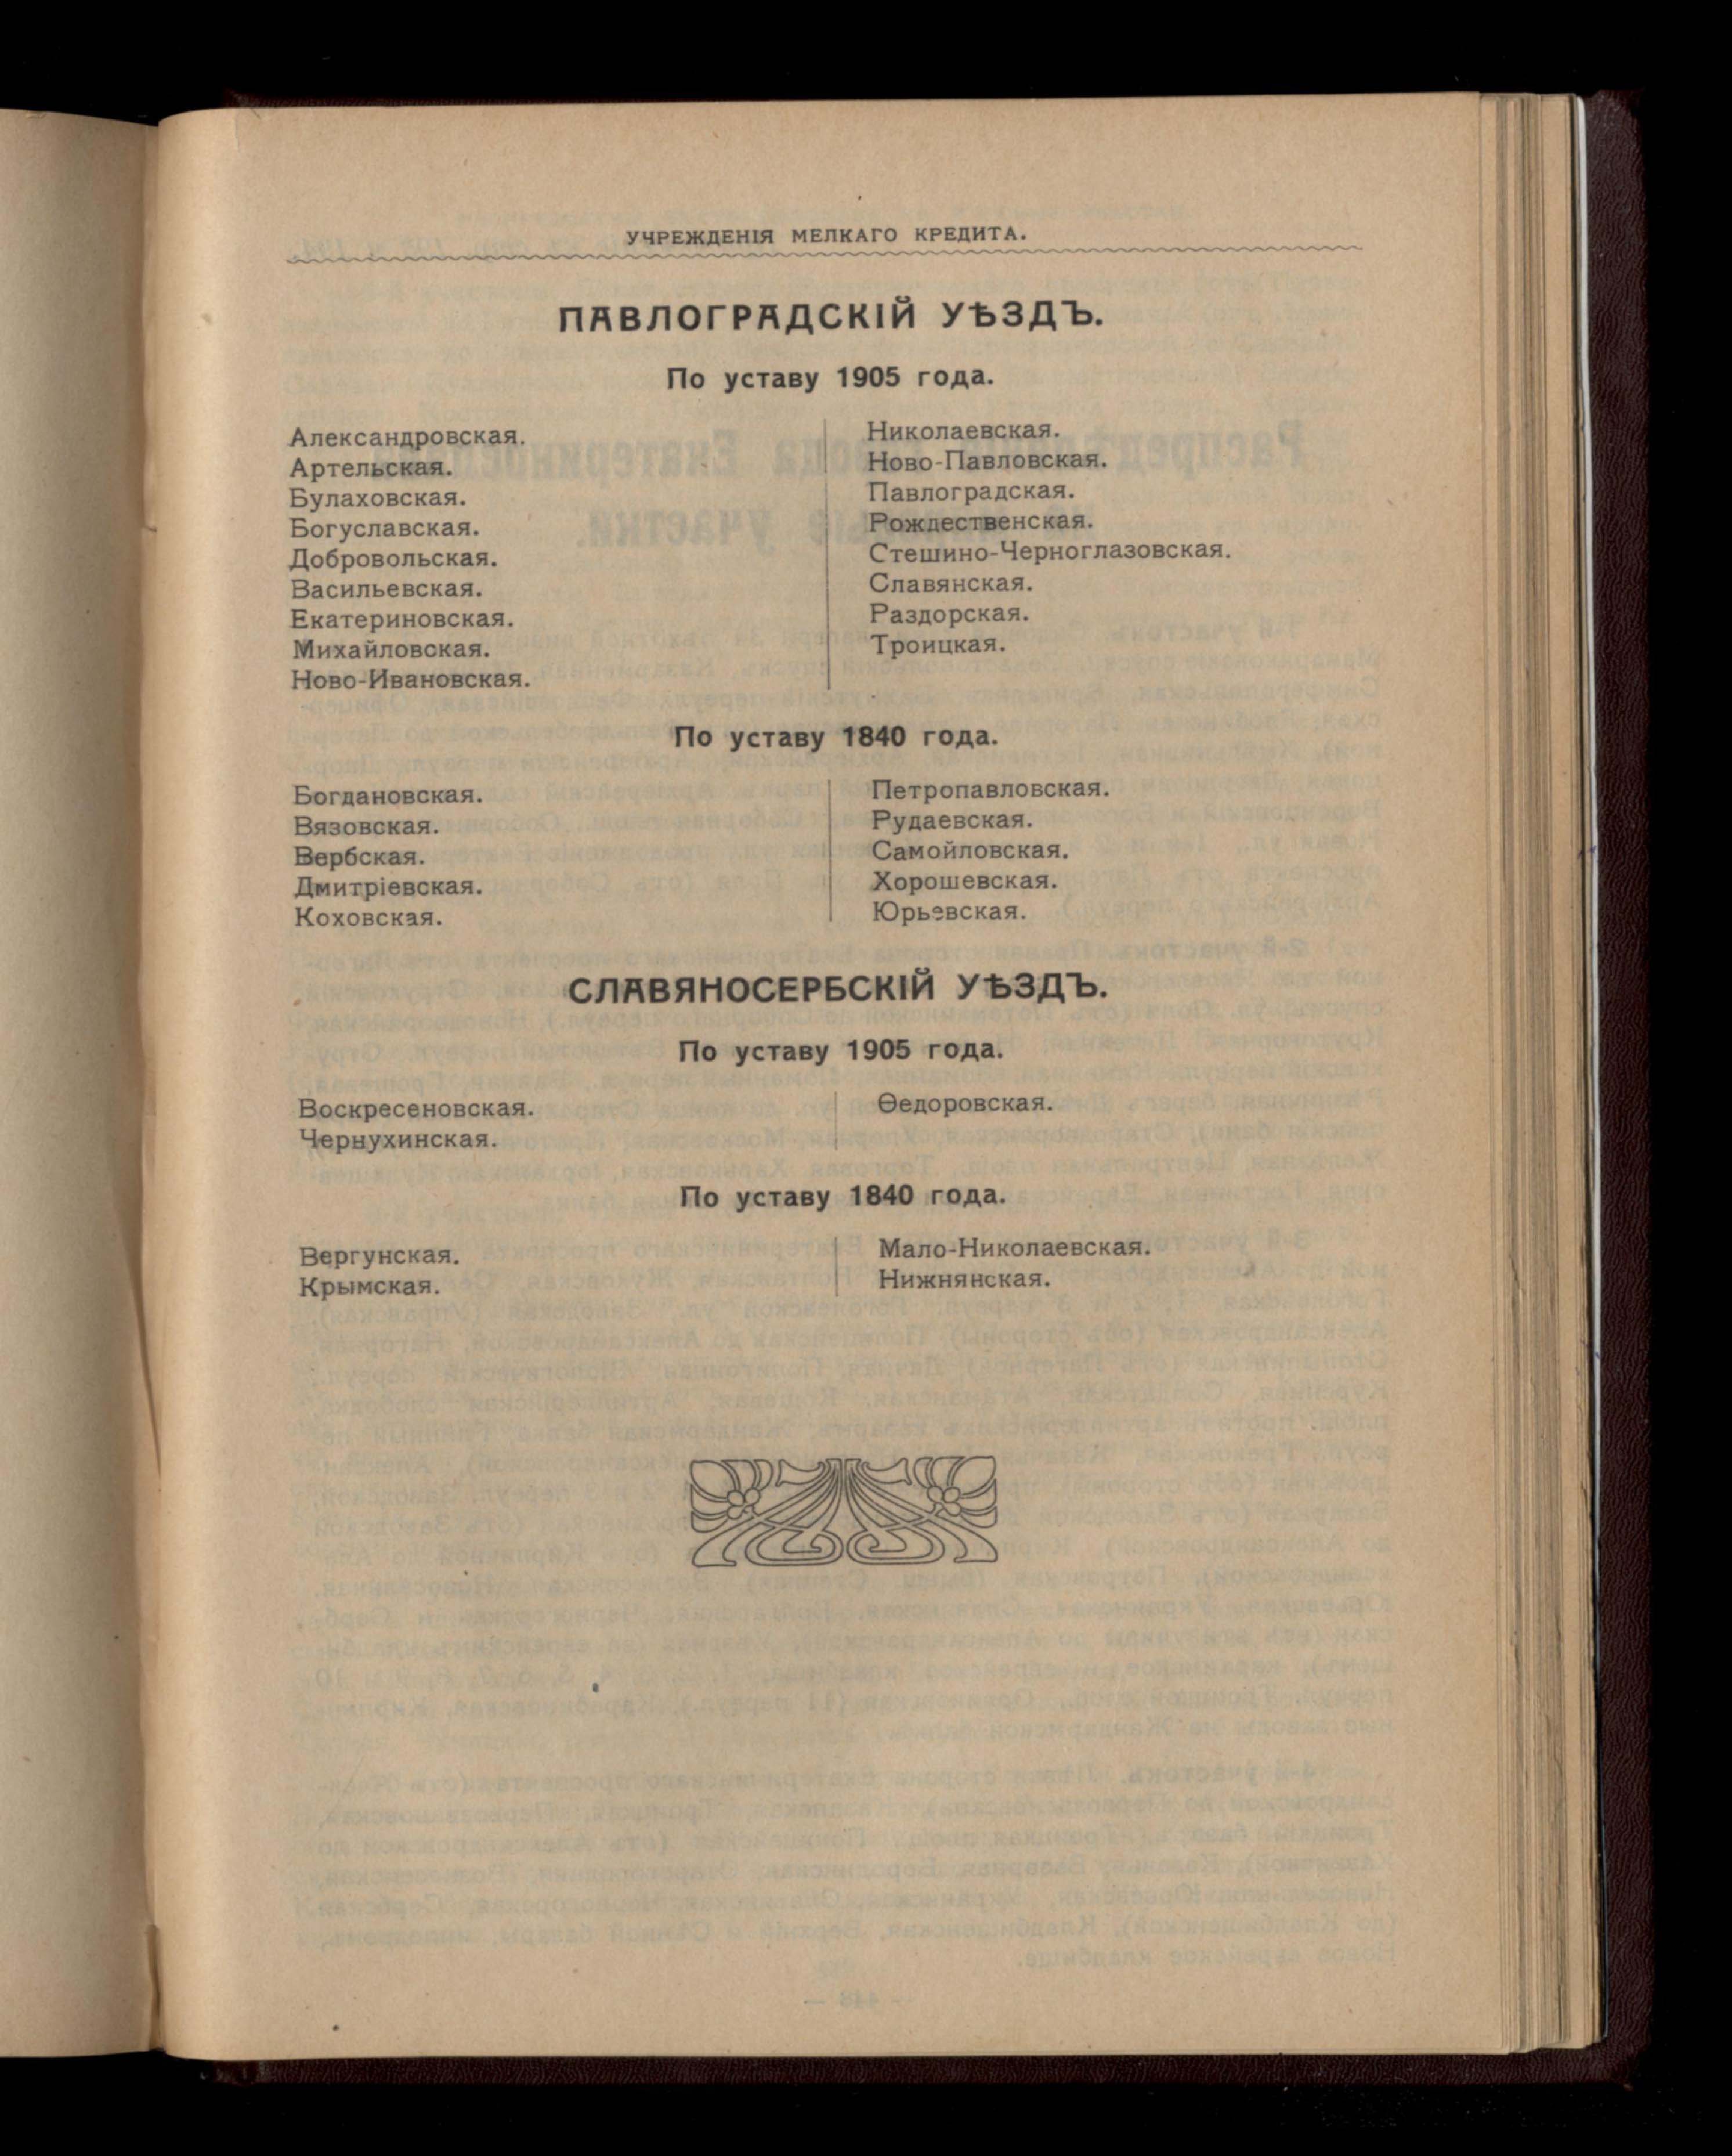 УЧРЕЖДЕНІЯ МЕЛКАГО КРЕДИТА.
ПАВЛОГРАДСКІЙ УѢЗДЪ.
По уставу 1905 года.
Александровская.
Артельская.
Булаховская.
Богуславская.
Добровольская.
Васильевская.
Екатериновская.
Михайловская.
Ново-Ивановская.
Николаевская.
Ново-Павловская.
Павлоградская.
Рождественская.
Стешино-Черноглазовская.
Славянская.
Раздорская.
Троицкая.
По уставу 1840 года.
Богдановская.
Вязовская.
Вербская.
Дмитріевская.
Коховская.
Петропавловская.
Рудаевская.
Самойловская.
Хорошевская.
Юрьевская.
СЛАВЯНОСЕРБСКІЙ УѢЗДЪ.
По уставу 1905 года.
Воскресеновская.
Чернухинская.
Ѳедоровская.
По уставу 1840 года.
Вергунская.
Крымская.
Мало-Николаевская.
Нижнянская.